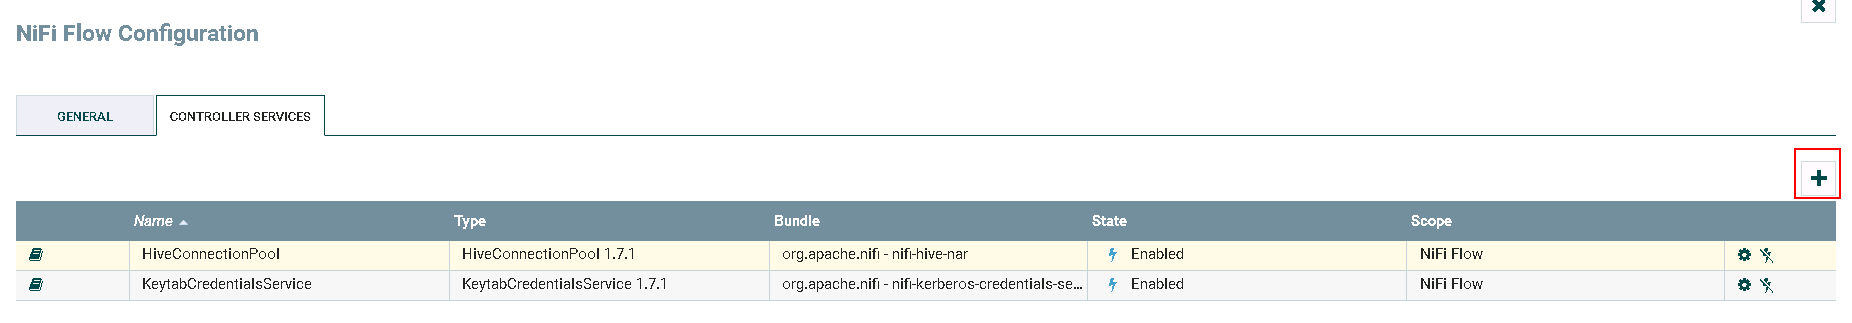 NiFi Flow Configuration
GENERAL
CONTROLLER SERVICES
Name Type Bundle State Scope
HiveConnectionPool HiveConnectionPool 1.7.1 org.apache.nifi - nifi-hive-nar Enabled NiFi Flow
KeytabCredentialsService KeytabCredentialsService 1.7.1 org.apache.nifi - nifi-kerberos-credentials-se... Enabled NiFi Flow